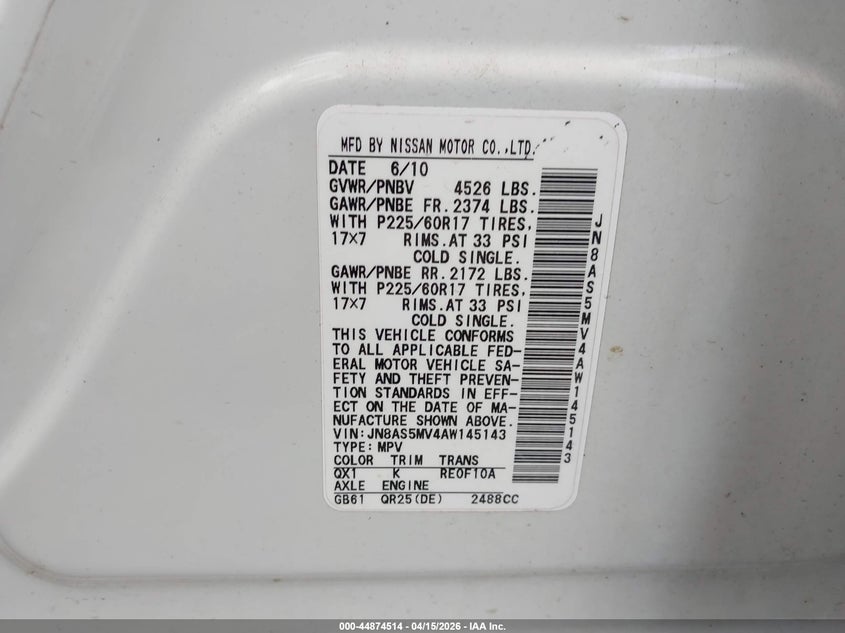 MFD BY NISSAN MOTOR CO.,LTD.
DATE 6/10
GVWR/PNBV 4526 LBS.
GAWR/PNBE FR. 2374 LBS.
WITH P225/60R17 TIRES,
17×7 RIMS.AT 33 PSI
COLD SINGLE.
GAWR/PNBE RR. 2172 LBS.
WITH P225/60R17 TIRES,
17×7 RIMS.AT 33 PSI
COLD SINGLE.
THIS VEHICLE CONFORMS
TO ALL APPLICABLE FED-
ERAL MOTOR VEHICLE SA-
FETY AND THEFT PREVEN-
TION STANDARDS IN EFF-
ECT ON THE DATE OF MA-
NUFACTURE SHOWN ABOVE.
VIN:JN8AS5MV4AW145143
TYPE:MPV
COLOR TRIM TRANS
QX1 K RE0F10A
AXLE ENGINE
GB61 QR25(DE) 2488CC
JN8AS5MV4AW145143
000-44874514 - 04/15/2026 - IAA Inc.